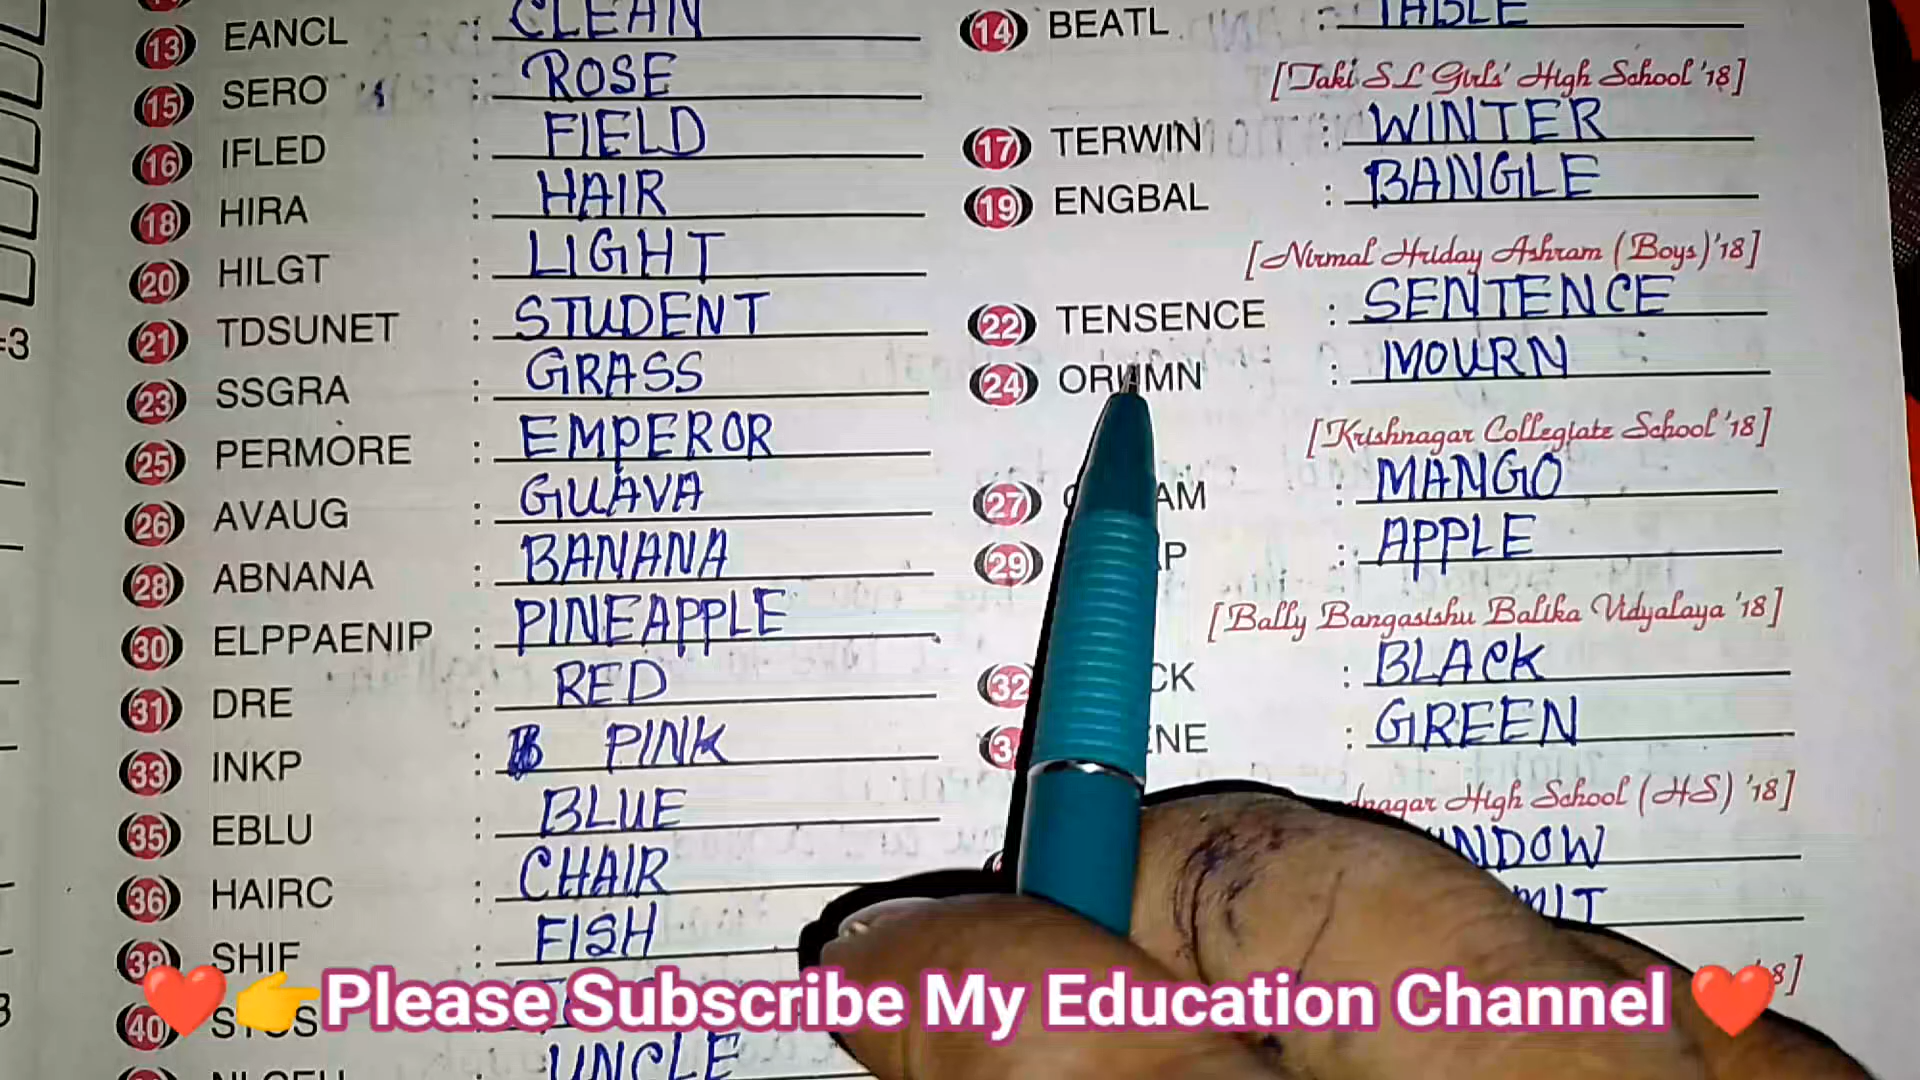 13 EANCL : CLEAN
15 SERO : ROSE
16 IFLED : FIELD
18 HIRA : HAIR
20 HILGT : LIGHT
21 TDSUNET : STUDENT
23 SSGRA : GRASS
25 PERMORE : EMPEROR
26 AVAUG : GUAVA
28 ABNANA : BANANA
30 ELPPAENIP : PINEAPPLE
31 DRE : RED
33 INKP : PINK
35 EBLU : BLUE
36 HAIRC : CHAIR
SHIF : FISH
40
UNCLE
14 BEATL : TABLE
[Taki S L Girls' High School '18]
17 TERWIN : WINTER
19 ENGBAL : BANGLE
[Nirmal Hriday Ashram (Boys) '18]
22 TENSENCE : SENTENCE
24 ORUMN : MOURN
[Krishnagar Collegiate School '18]
27 AM : MANGO
29 P : APPLE
[Bally Bangasishu Balika Vidyalaya '18]
32 CK : BLACK
3 ENE : GREEN
High School (HS) '18]
NDOW
MIT
8]
=3
❤️👉Please Subscribe My Education Channel ❤️